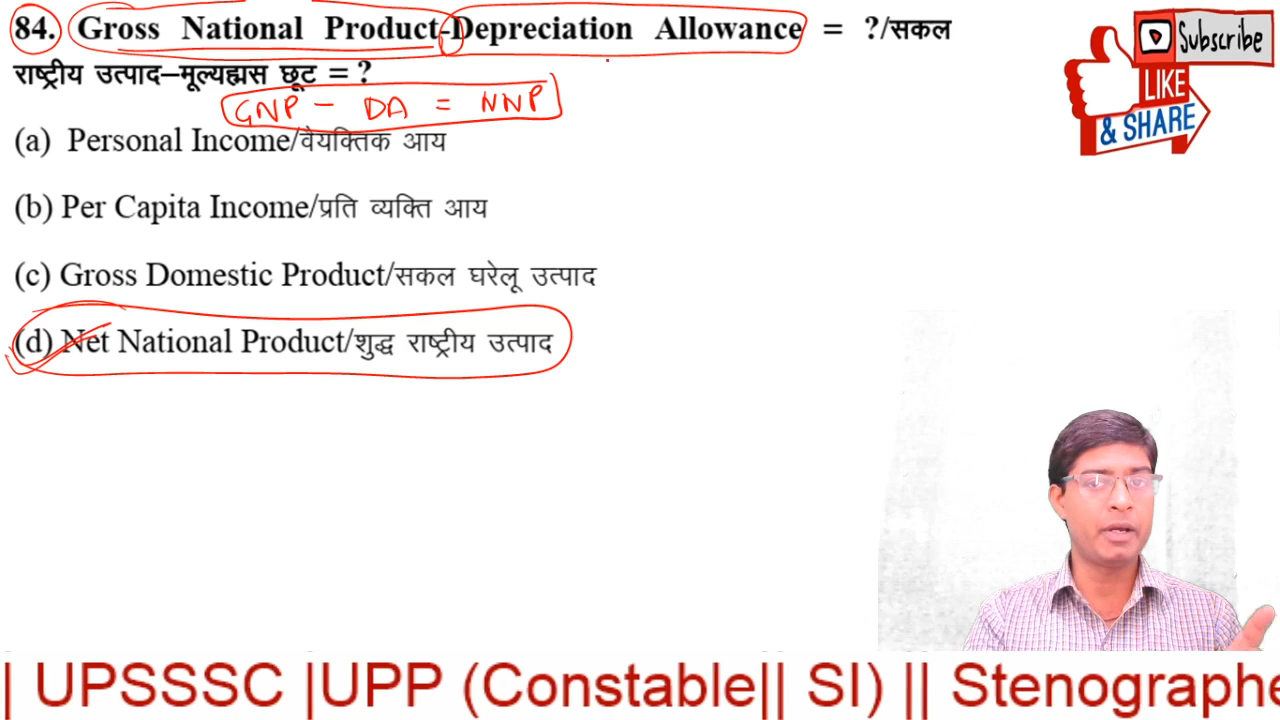 84. Gross National Product-Depreciation Allowance = ?/सकल
राष्ट्रीय उत्पाद–मूल्यह्मस छूट = ?
GNP - DA = NNP
(a) Personal Income/वैयक्तिक आय
(b) Per Capita Income/प्रति व्यक्ति आय
(c) Gross Domestic Product/सकल घरेलू उत्पाद
(d) Net National Product/शुद्ध राष्ट्रीय उत्पाद
Subscribe
LIKE
& SHARE
| UPSSSC |UPP (Constable|| SI) || Stenographe